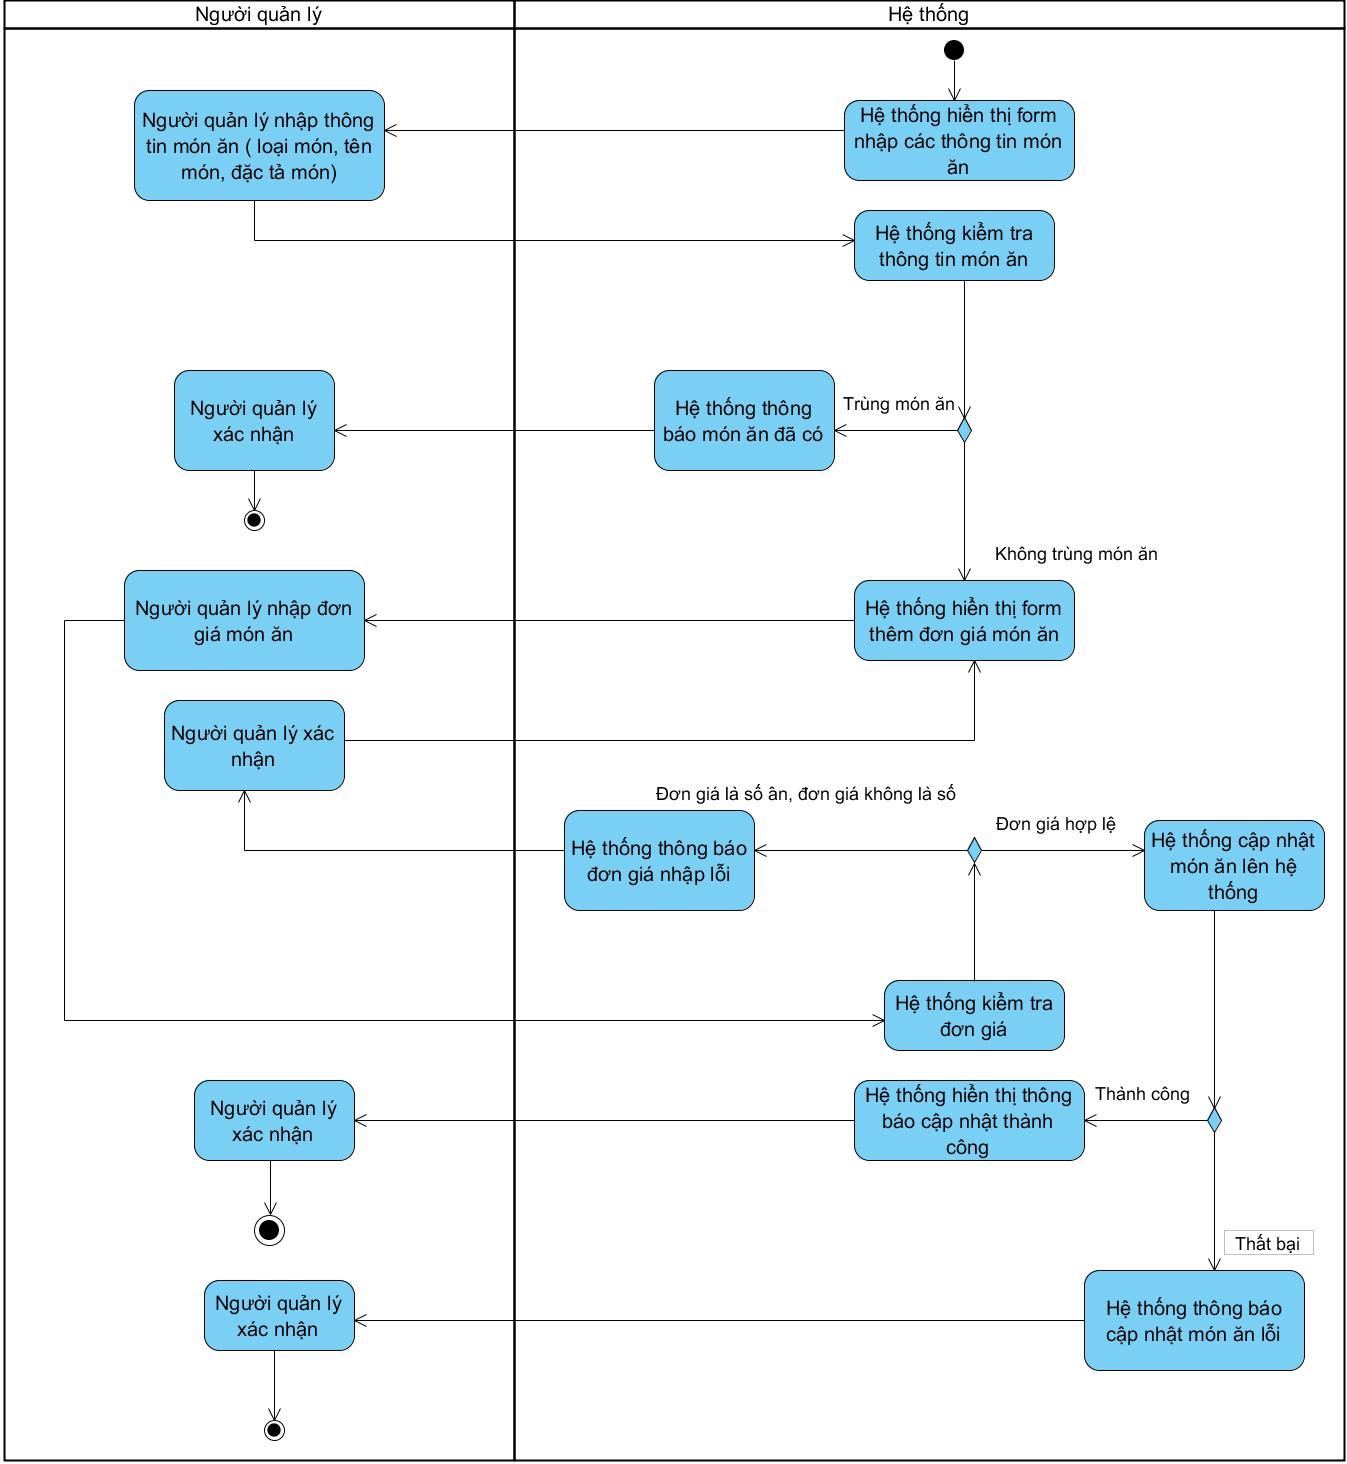 Người quản lý
Hệ thống
Hệ thống hiển thị form
nhập các thông tin món
ăn
Người quản lý nhập thông
tin món ăn ( loại món, tên
món, đặc tả món)
Hệ thống kiểm tra
thông tin món ăn
Trùng món ăn
Hệ thống thông
báo món ăn đã có
Người quản lý
xác nhận
Không trùng món ăn
Hệ thống hiển thị form
thêm đơn giá món ăn
Người quản lý nhập đơn
giá món ăn
Người quản lý xác
nhận
Đơn giá là số ân, đơn giá không là số
Đơn giá hợp lệ
Hệ thống thông báo
đơn giá nhập lỗi
Hệ thống cập nhật
món ăn lên hệ
thống
Hệ thống kiểm tra
đơn giá
Người quản lý
xác nhận
Hệ thống hiển thị thông
báo cập nhật thành
công
Thành công
Thất bại
Người quản lý
xác nhận
Hệ thống thông báo
cập nhật món ăn lỗi